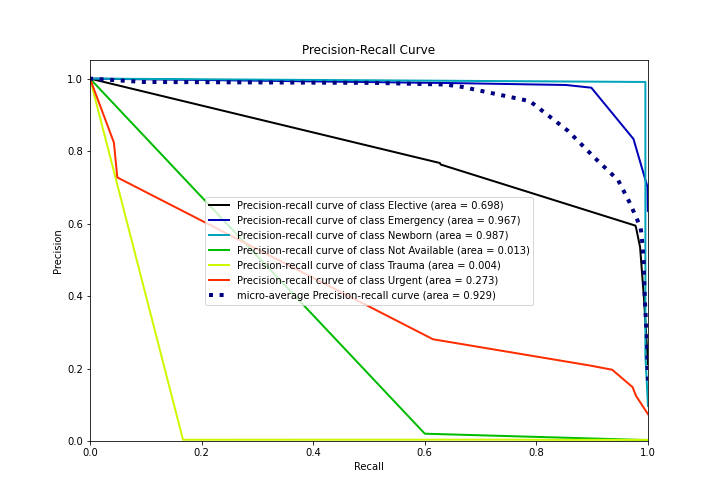 Precision-Recall Curve
1.0
0.8
0.6
0.4
0.2
0.0
Precision
Precision-recall curve of class Elective (area = 0.698)
Precision-recall curve of class Emergency (area = 0.967)
Precision-recall curve of class Newborn (area = 0.987)
Precision-recall curve of class Not Available (area = 0.013)
Precision-recall curve of class Trauma (area = 0.004)
Precision-recall curve of class Urgent (area = 0.273)
micro-average Precision-recall curve (area = 0.929)
0.0 0.2 0.4 0.6 0.8 1.0
Recall